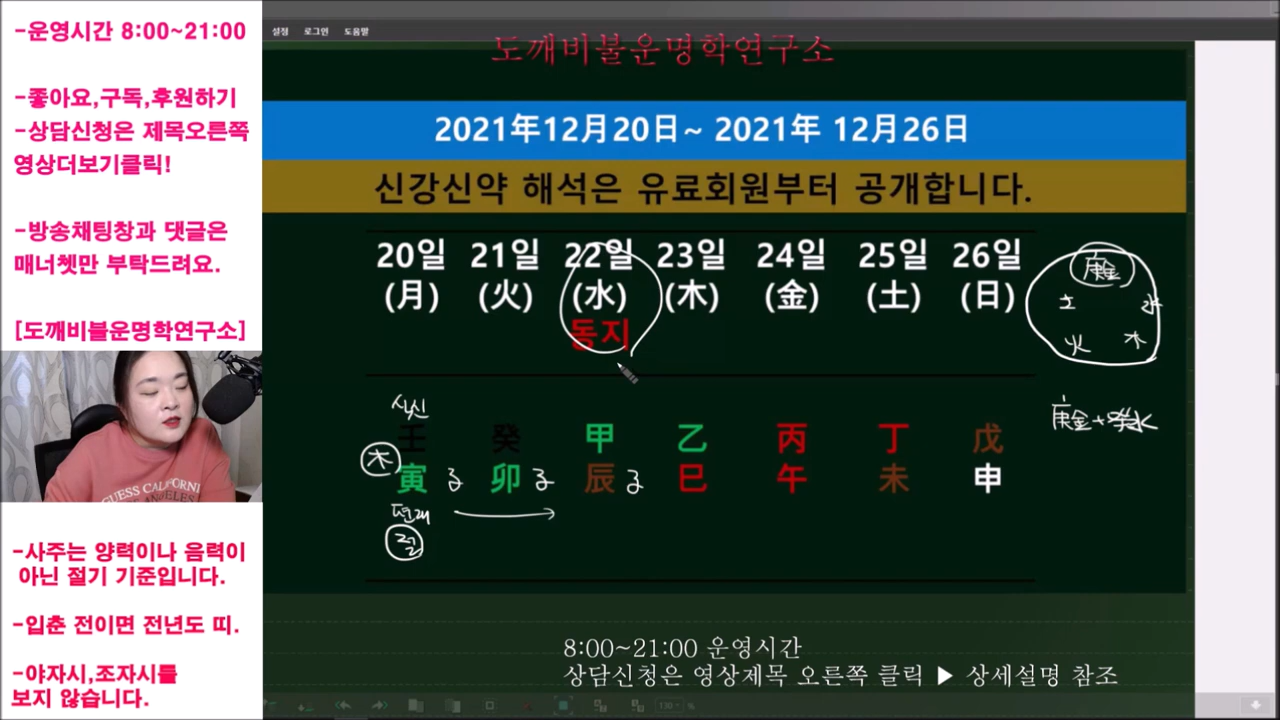 -운영시간 8:00~21:00
-좋아요,구독,후원하기
-상담신청은 제목오른쪽
영상더보기클릭!
-방송채팅창과 댓글은
매너쳇만 부탁드려요.
[도깨비불운명학연구소]
GUESS CALIFORNIA
LOS ANGELES
-사주는 양력이나 음력이
아닌 절기 기준입니다.
-입춘 전이면 전년도 띠.
-야자시,조자시를
보지 않습니다.
설정 로그인 도움말
도깨비불운명학연구소
2021年12月20日~ 2021年 12月26日
신강신약 해석은 유료회원부터 공개합니다.
20일 21일 22일 23일 24일 25일 26일
(月) (火) (水) (木) (金) (土) (日)
동지
庚金
土 水
火 木
庚金+癸水
壬 癸 甲 乙 丙 丁 戊
木
寅 卯 辰 巳 午 未 申
8:00~21:00 운영시간
상담신청은 영상제목 오른쪽 클릭 ▶ 상세설명 참조
130 %